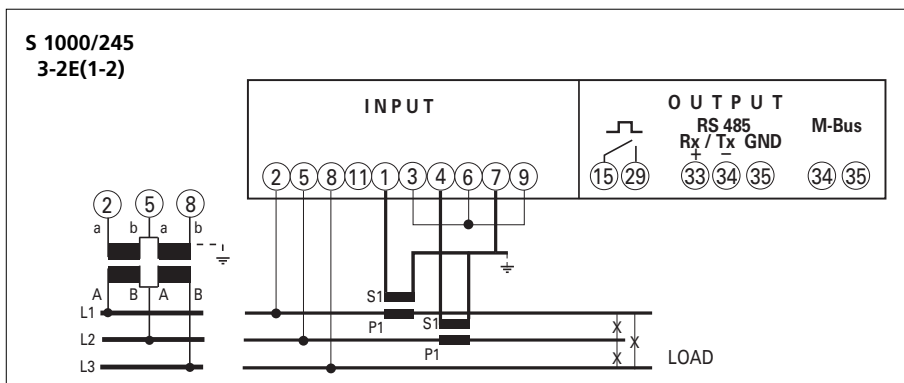 S 1000/245
3-2E(1-2)
INPUT
OUTPUT
RS 485
Rx / Tx GND
+ −
M-Bus
2 5 8 11 1 3 4 6 7 9
15 29 33 34 35 34 35
2 5 8
a b a b
A B A B
L1
L2
L3
S1
P1
S1
P1
X
X
X
LOAD